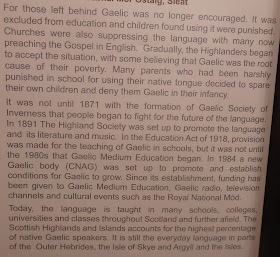 Ostaig, Sleat
For those left behind Gaelic was no longer encouraged. It was
excluded from education and children found using it were punished.
Churches were also suppressing the language with many now
preaching the Gospel in English. Gradually, the Highlanders began
to accept the situation, with some believing that Gaelic was the root
cause of their poverty. Many parents who had been harshly
punished in school for using their native tongue decided to spare
their own children and deny them Gaelic in their infancy.
It was not until 1871 with the formation of Gaelic Society of
Inverness that people began to fight for the future of the language.
In 1891 The Highland Society was set up to promote the language
and its literature and music. In the Education Act of 1918, provision
was made for the teaching of Gaelic in schools, but it was not until
the 1980s that Gaelic Medium Education began. In 1984 a new
Gaelic body (CNAG) was set up to promote and establish
conditions for Gaelic to grow. Since its establishment, funding has
been given to Gaelic Medium Education, Gaelic radio, television
channels and cultural events such as the Royal National Mòd.
Today, the language is taught in many schools, colleges,
universities and classes throughout Scotland and further afield. The
Scottish Highlands and Islands accounts for the highest percentage
of native Gaelic speakers. It is still the everyday language in parts
of the Outer Hebrides, the Isle of Skye and Argyll and the Isles.